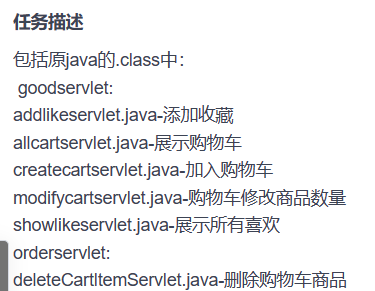 任务描述
包括原java的.class中：
goodservlet:
addlikeservlet.java-添加收藏
allcartservlet.java-展示购物车
createcartservlet.java-加入购物车
modifycartservlet.java-购物车修改商品数量
showlikeservlet.java-展示所有喜欢
orderservlet:
deleteCartItemServlet.java-删除购物车商品